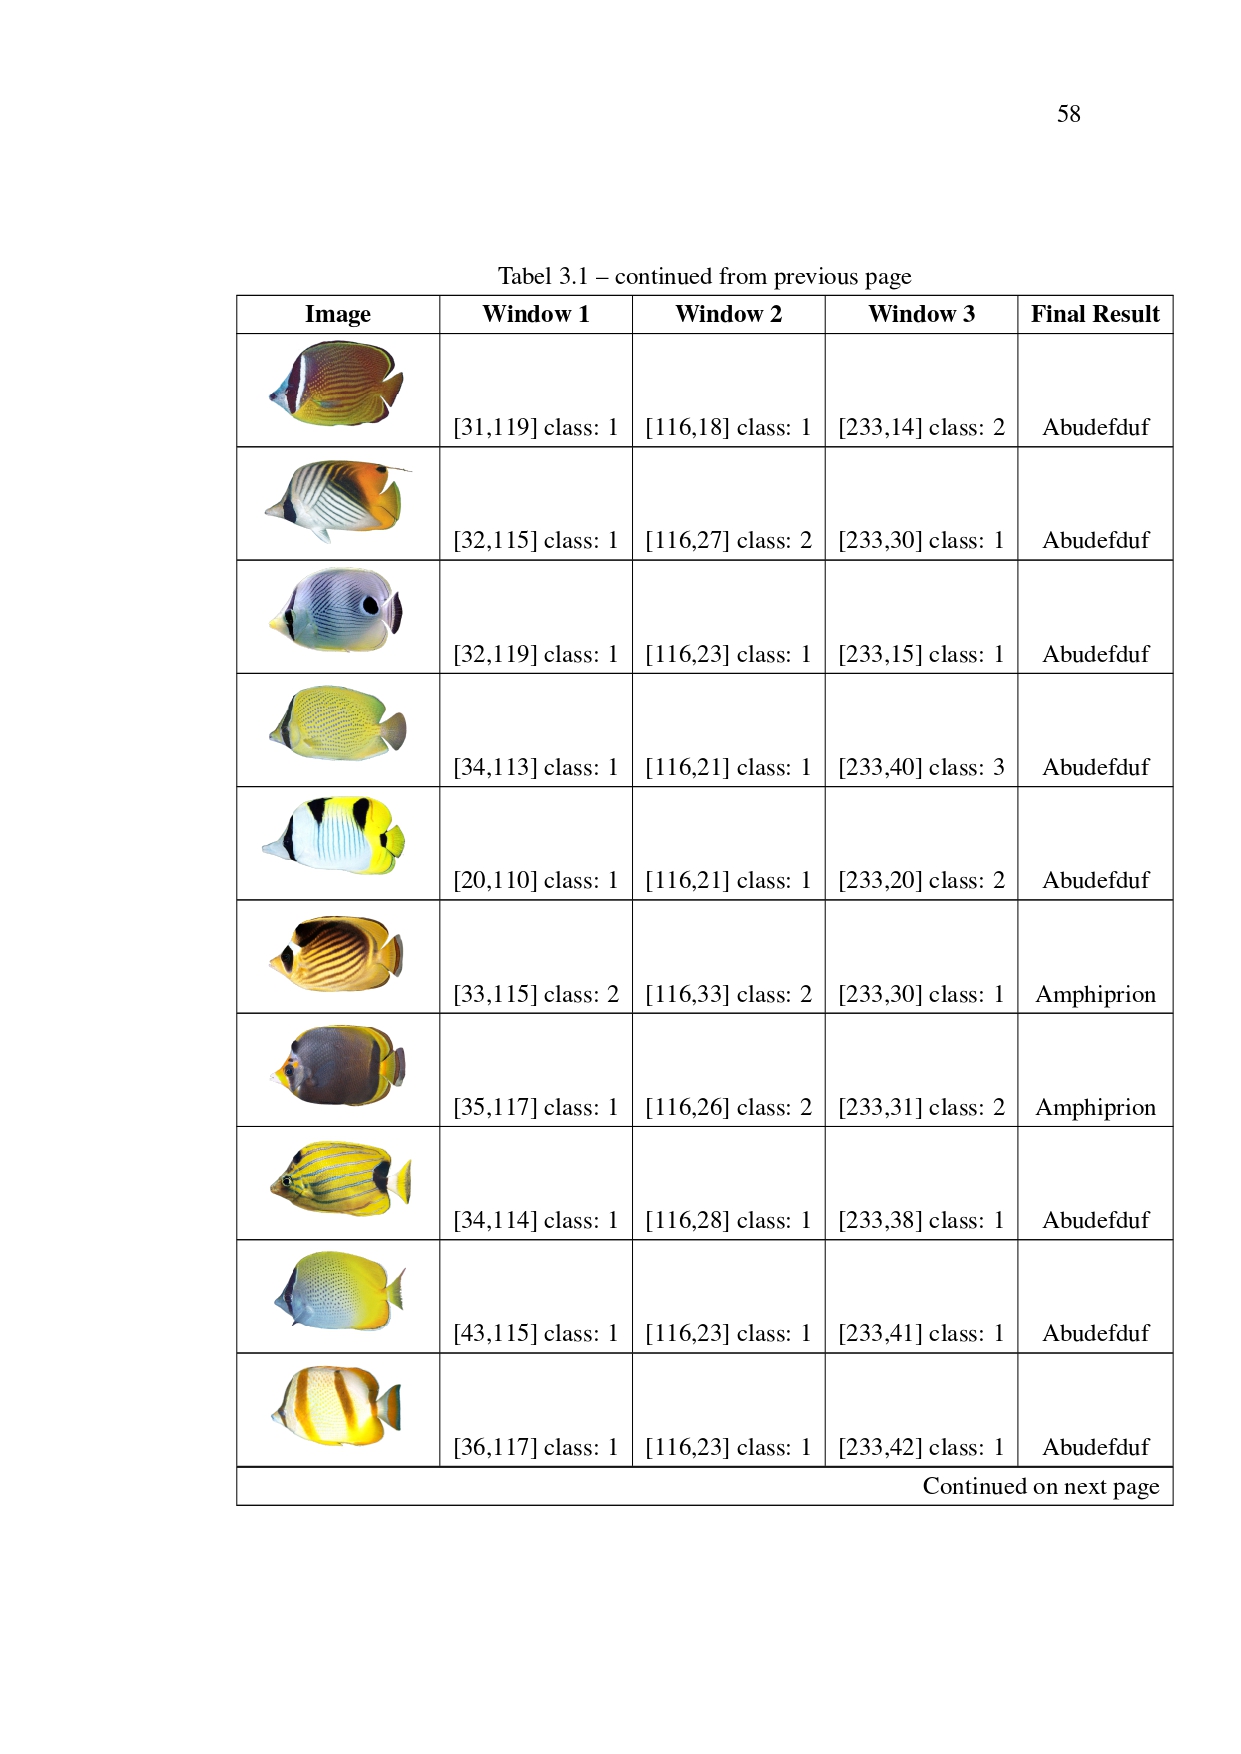 58
Tabel 3.1 – continued from previous page
Image Window 1 Window 2 Window 3 Final Result
[31,119] class: 1 [116,18] class: 1 [233,14] class: 2 Abudefduf
[32,115] class: 1 [116,27] class: 2 [233,30] class: 1 Abudefduf
[32,119] class: 1 [116,23] class: 1 [233,15] class: 1 Abudefduf
[34,113] class: 1 [116,21] class: 1 [233,40] class: 3 Abudefduf
[20,110] class: 1 [116,21] class: 1 [233,20] class: 2 Abudefduf
[33,115] class: 2 [116,33] class: 2 [233,30] class: 1 Amphiprion
[35,117] class: 1 [116,26] class: 2 [233,31] class: 2 Amphiprion
[34,114] class: 1 [116,28] class: 1 [233,38] class: 1 Abudefduf
[43,115] class: 1 [116,23] class: 1 [233,41] class: 1 Abudefduf
[36,117] class: 1 [116,23] class: 1 [233,42] class: 1 Abudefduf
Continued on next page